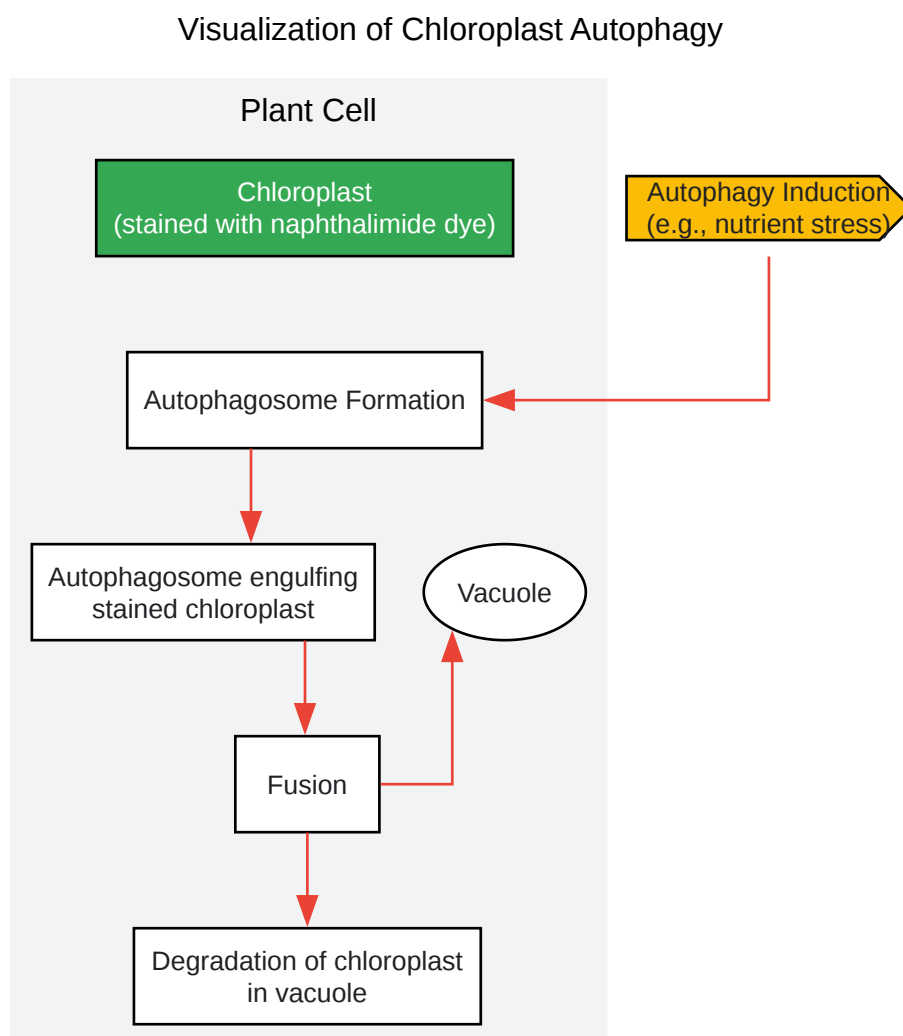 Visualization of Chloroplast Autophagy
Plant Cell
Chloroplast
(stained with naphthalimide dye)
Autophagy Induction
(e.g., nutrient stress)
Autophagosome Formation
Autophagosome engulfing
stained chloroplast
Vacuole
Fusion
Degradation of chloroplast
in vacuole